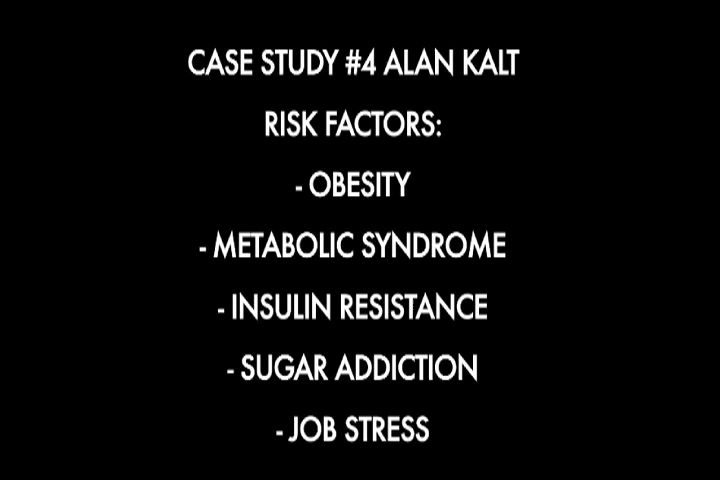 CASE STUDY #4 ALAN KALT
RISK FACTORS:
- OBESITY
- METABOLIC SYNDROME
- INSULIN RESISTANCE
- SUGAR ADDICTION
- JOB STRESS